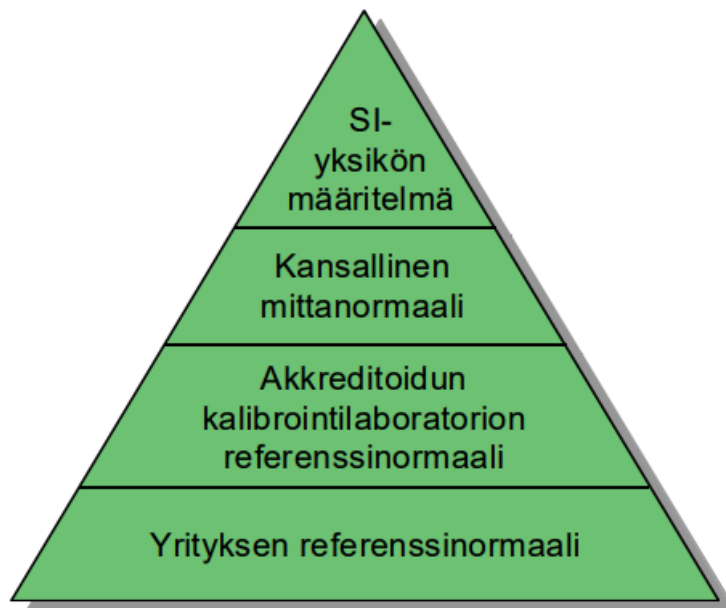 SI-
yksikön
määritelmä
Kansallinen
mittanormaali
Akkreditoidun
kalibrointilaboratorion
referenssinormaali
Yrityksen referenssinormaali